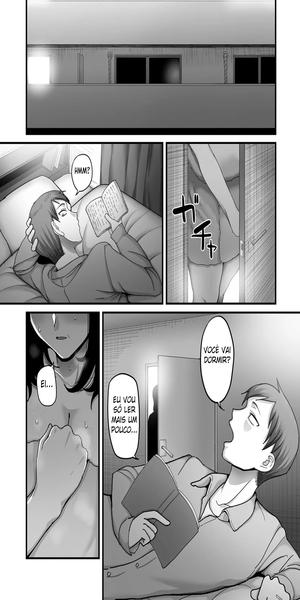 HMM?
ガチャ
VOCÊ VAI
DORMIR?
EU VOU
SÓ LER
MAIS UM
POUCO...
EI...